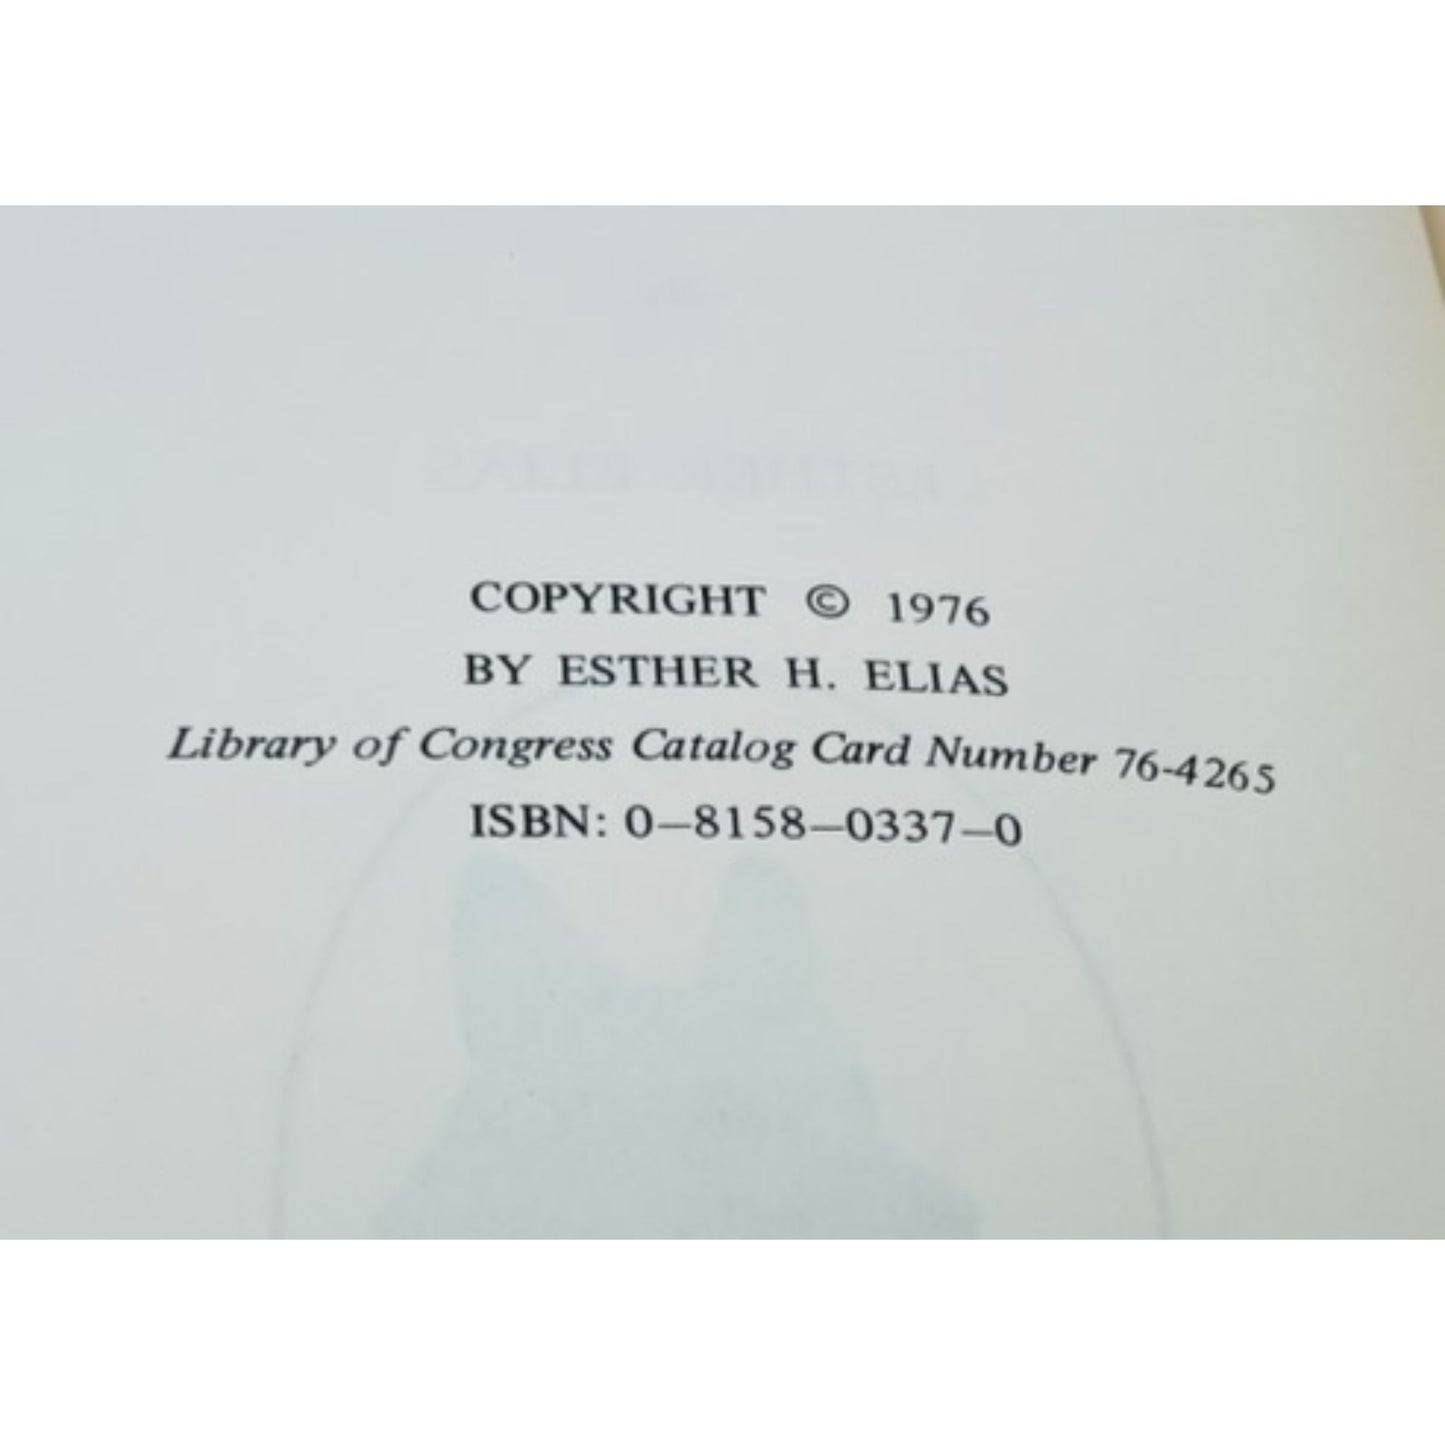 COPYRIGHT © 1976
BY ESTHER H. ELIAS
Library of Congress Catalog Card Number 76-4265
ISBN: 0—8158—0337—0